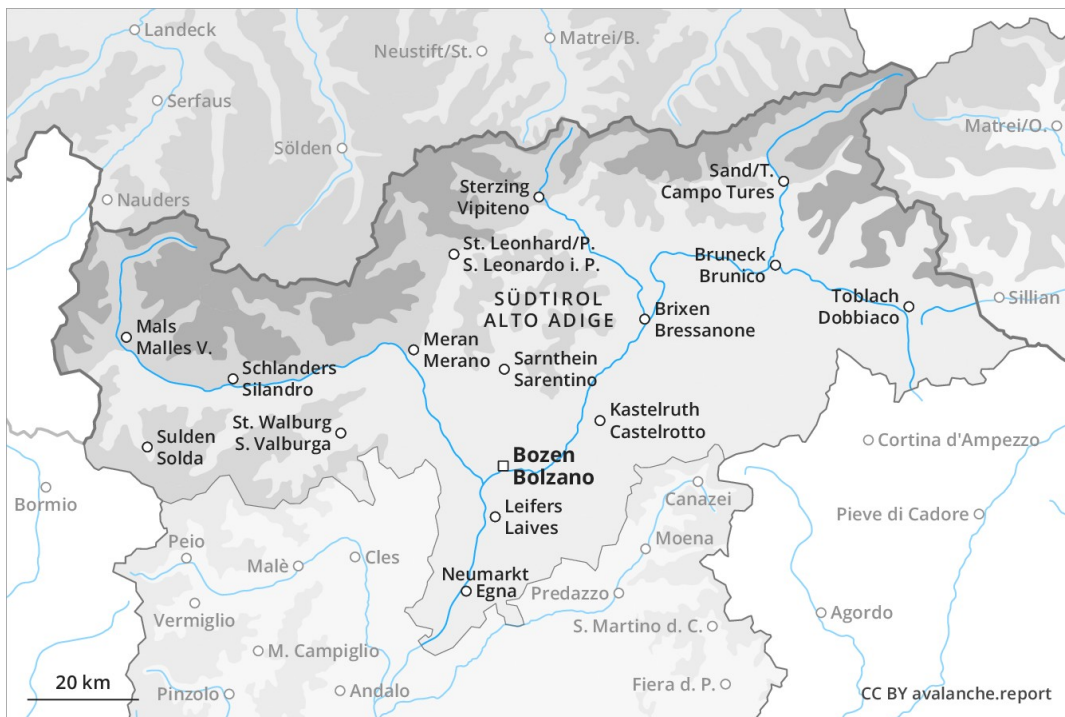 Landeck
Neustift/St.
Matrei/B.
Serfaus
Matrei/O.
Sölden
Nauders
Sterzing
Vipiteno
Sand/T.
Campo Tures
St. Leonhard/P.
S. Leonardo i. P.
Bruneck
Brunico
SÜDTIROL
ALTO ADIGE
Toblach
Dobbiaco
Sillian
Brixen
Bressanone
Mals
Malles V.
Meran
Merano
Sarnthein
Sarentino
Schlanders
Silandro
St. Walburg
S. Valburga
Kastelruth
Castelrotto
Sulden
Solda
Cortina d'Ampezzo
Bozen
Bolzano
Bormio
Canazei
Leifers
Laives
Pieve di Cadore
Moena
Peio
Malè
Cles
Neumarkt
Egna
Predazzo
Vermiglio
Agordo
S. Martino d. C.
M. Campiglio
20 km
Pinzolo
Andalo
Fiera d. P.
CC BY avalanche.report